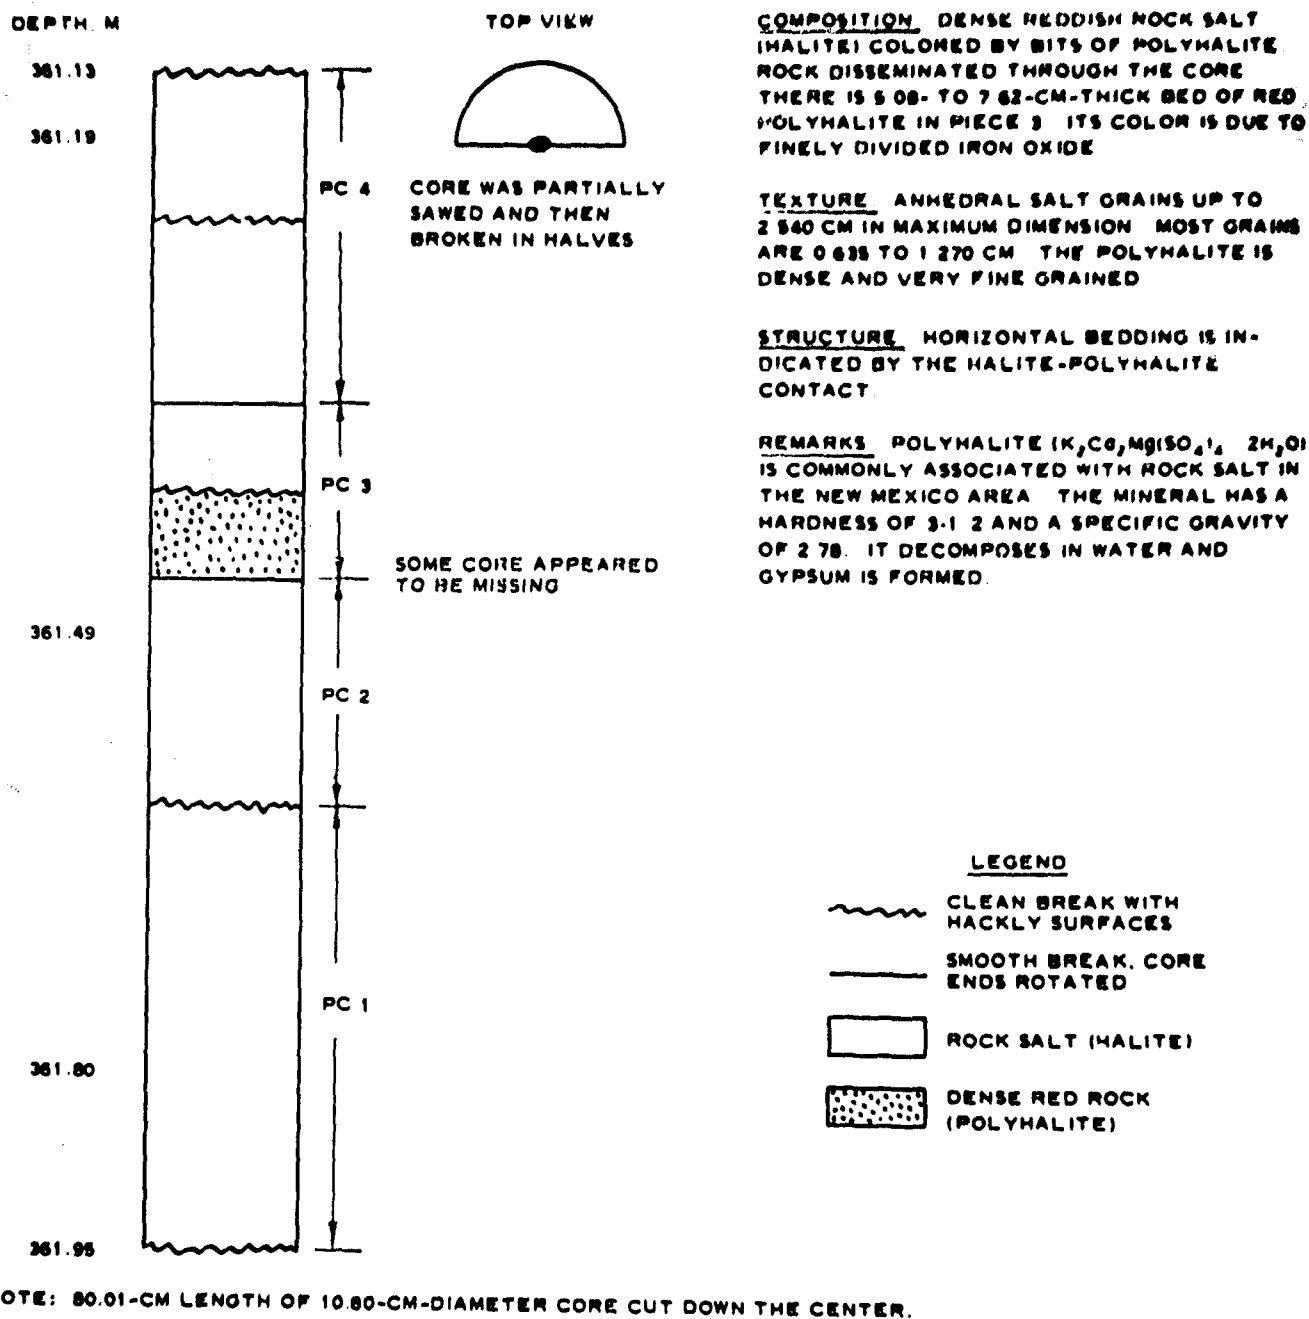 DEPTH, M
361.13
361.19
361.49
361.80
361.95
PC 4
PC 3
PC 2
PC 1
TOP VIEW
CORE WAS PARTIALLY
SAWED AND THEN
BROKEN IN HALVES
SOME CORE APPEARED
TO BE MISSING
COMPOSITION DENSE REDDISH ROCK SALT
(HALITE) COLORED BY BITS OF POLYHALITE
ROCK DISSEMINATED THROUGH THE CORE
THERE IS 5 08- TO 7 62-CM-THICK BED OF RED
POLYHALITE IN PIECE 3 ITS COLOR IS DUE TO
FINELY DIVIDED IRON OXIDE
TEXTURE ANHEDRAL SALT GRAINS UP TO
2 540 CM IN MAXIMUM DIMENSION MOST GRAINS
ARE 0 635 TO 1 270 CM THE POLYHALITE IS
DENSE AND VERY FINE GRAINED
STRUCTURE HORIZONTAL BEDDING IS IN-
DICATED BY THE HALITE-POLYHALITE
CONTACT
REMARKS POLYHALITE (K₂Ca₂Mg(SO₄)₄ 2H₂O)
IS COMMONLY ASSOCIATED WITH ROCK SALT IN
THE NEW MEXICO AREA THE MINERAL HAS A
HARDNESS OF 3-1 2 AND A SPECIFIC GRAVITY
OF 2 78. IT DECOMPOSES IN WATER AND
GYPSUM IS FORMED.
LEGEND
CLEAN BREAK WITH
HACKLY SURFACES
SMOOTH BREAK, CORE
ENDS ROTATED
ROCK SALT (HALITE)
DENSE RED ROCK
(POLYHALITE)
OTE: 80.01-CM LENGTH OF 10.80-CM-DIAMETER CORE CUT DOWN THE CENTER.